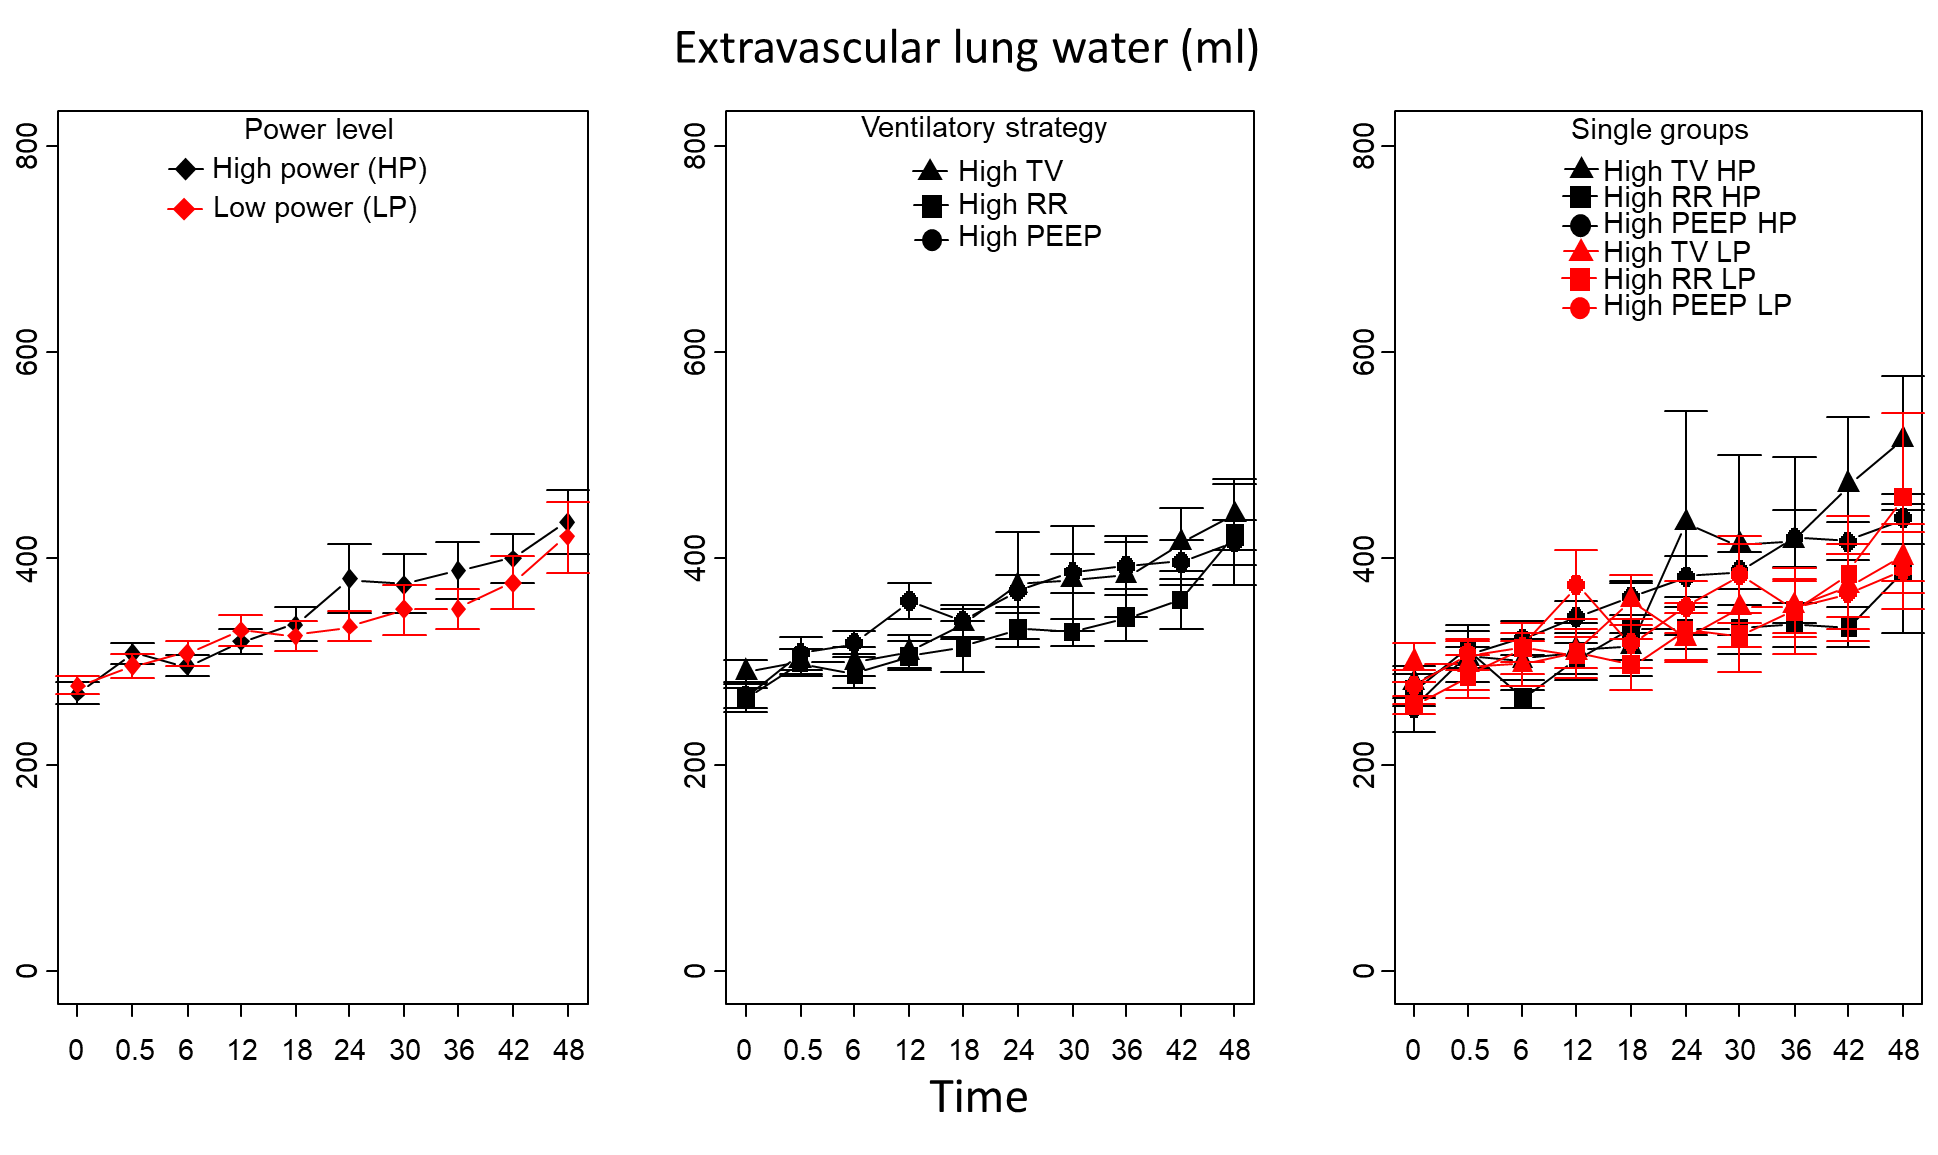 Extravascular lung water (ml)
Power level
High power (HP)
Low power (LP)
800
600
400
200
0
0 0.5 6 12 18 24 30 36 42 48
Ventilatory strategy
High TV
High RR
High PEEP
800
600
400
200
0
0 0.5 6 12 18 24 30 36 42 48
Single groups
High TV HP
High RR HP
High PEEP HP
High TV LP
High RR LP
High PEEP LP
800
600
400
200
0
0 0.5 6 12 18 24 30 36 42 48
Time